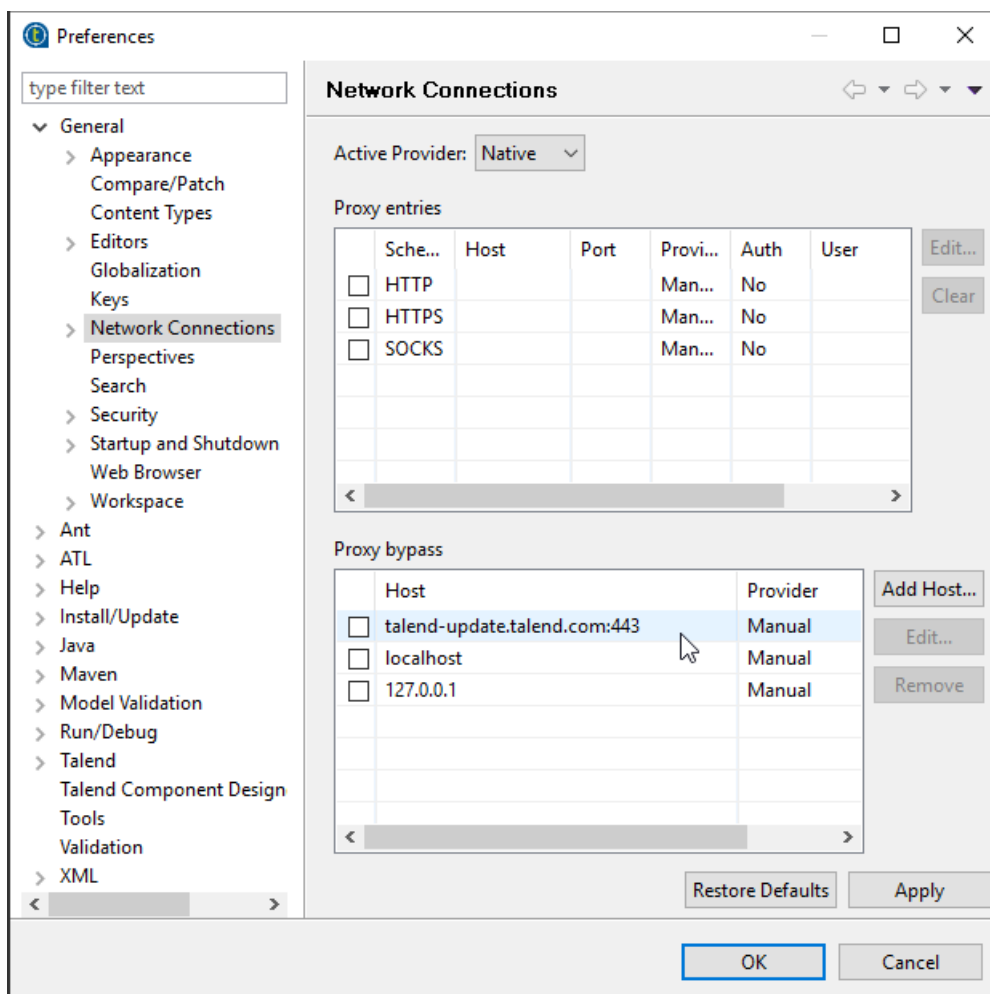 Preferences
type filter text
General
Appearance
Compare/Patch
Content Types
Editors
Globalization
Keys
Network Connections
Perspectives
Search
Security
Startup and Shutdown
Web Browser
Workspace
Ant
ATL
Help
Install/Update
Java
Maven
Model Validation
Run/Debug
Talend
Talend Component Design
Tools
Validation
XML
Network Connections
Active Provider: Native
Proxy entries
Sche... Host Port Provi... Auth User
HTTP Man... No
HTTPS Man... No
SOCKS Man... No
Edit...
Clear
Proxy bypass
Host Provider
talend-update.talend.com:443 Manual
localhost Manual
127.0.0.1 Manual
Add Host...
Edit...
Remove
Restore Defaults Apply
OK Cancel